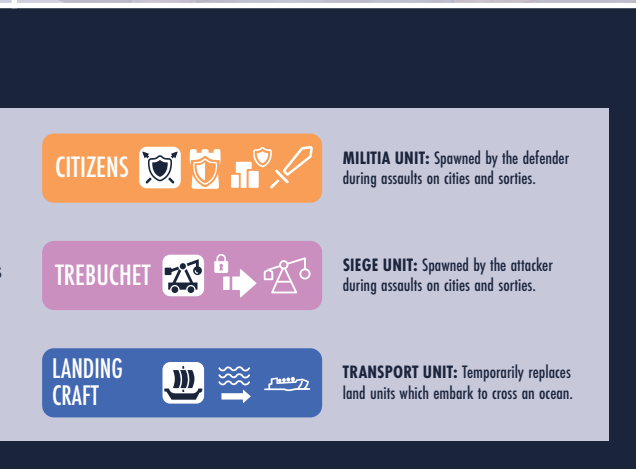 CITIZENS
MILITIA UNIT: Spawned by the defender
during assaults on cities and sorties.
s
TREBUCHET
SIEGE UNIT: Spawned by the attacker
during assaults on cities and sorties.
LANDING
CRAFT
TRANSPORT UNIT: Temporarily replaces
land units which embark to cross an ocean.